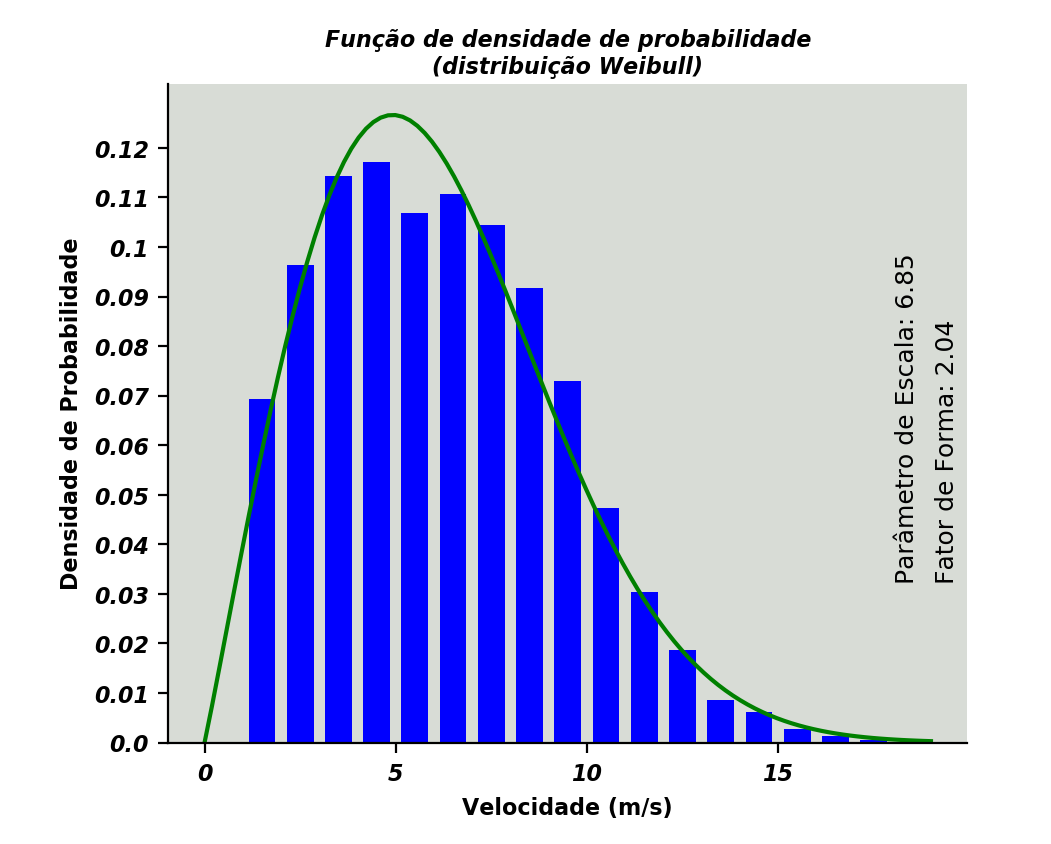 Função de densidade de probabilidade
(distribuição Weibull)
Densidade de Probabilidade
0.12
0.11
0.1
0.09
0.08
0.07
0.06
0.05
0.04
0.03
0.02
0.01
0.0
Parâmetro de Escala: 6.85
Fator de Forma: 2.04
0 5 10 15
Velocidade (m/s)